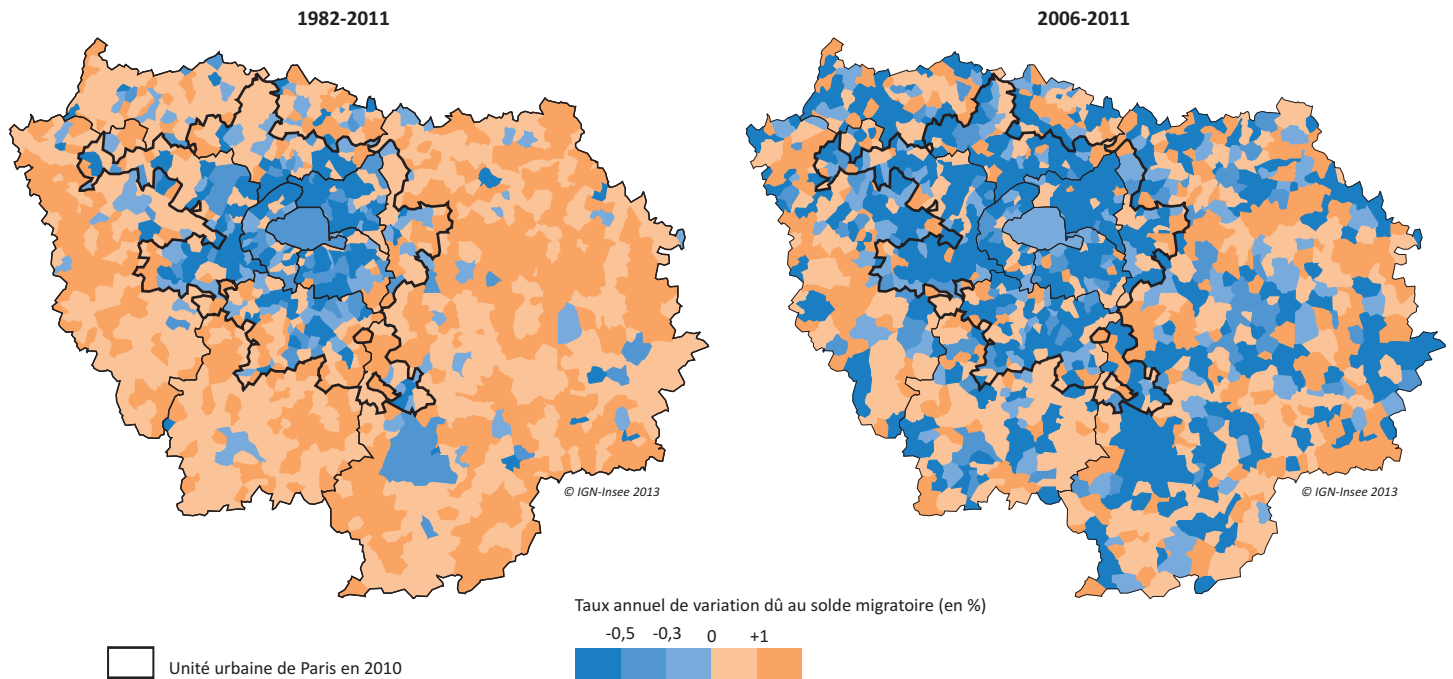 1982-2011
2006-2011
© IGN-Insee 2013
© IGN-Insee 2013
Taux annuel de variation dû au solde migratoire (en %)
-0,5 -0,3 0 +1
Unité urbaine de Paris en 2010